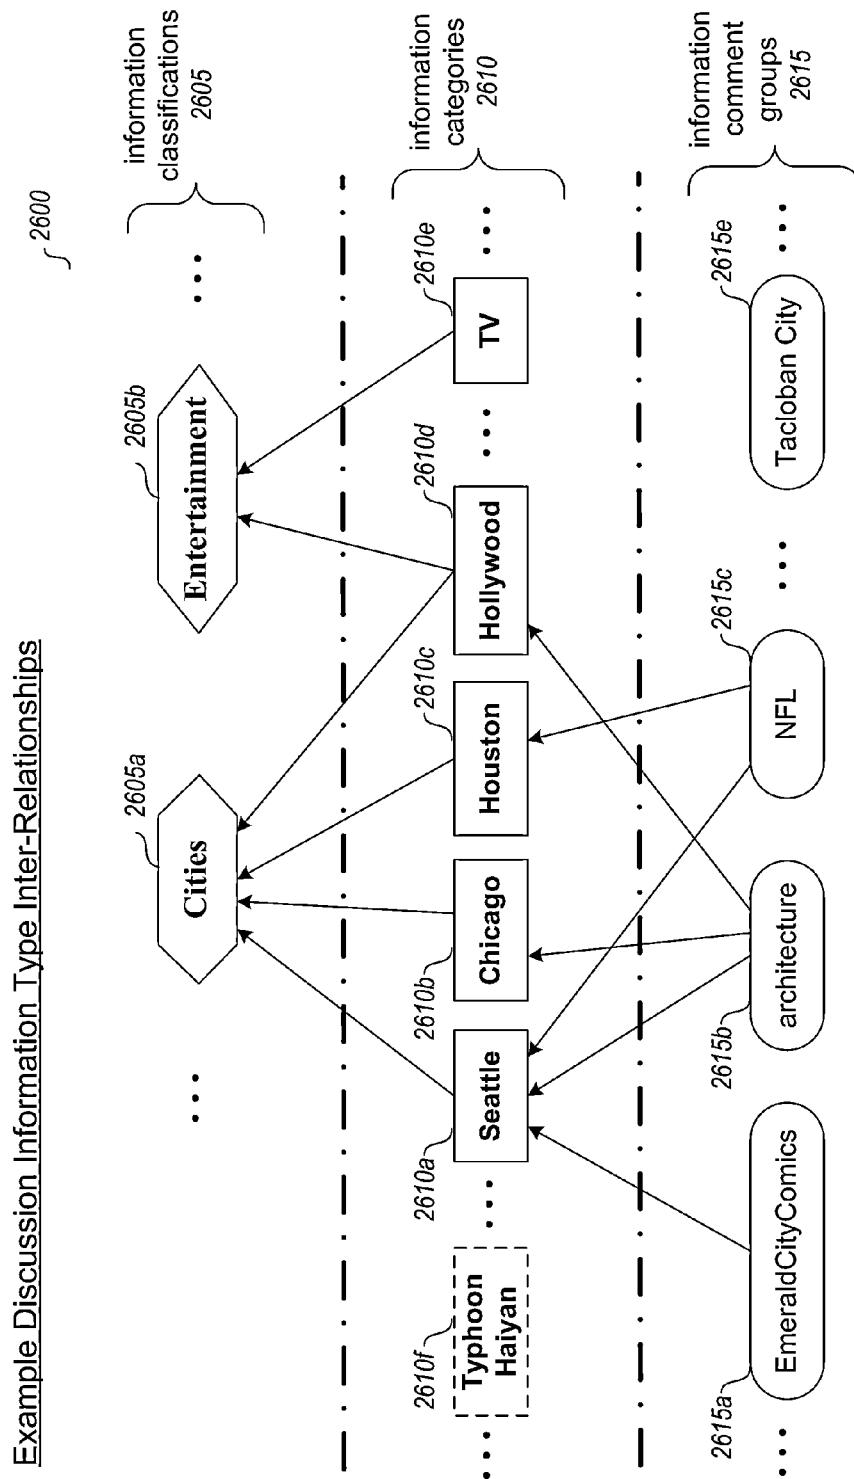 Example Discussion Information Type Inter-Relationships
2600
information
classifications
2605
2605a
2605b
...
Cities
Entertainment
...
information
categories
2610
2610f
2610a
2610b
2610c
2610d
2610e
...
Typhoon
Haiyan
...
Seattle
Chicago
Houston
Hollywood
...
TV
...
information
comment
groups
2615
2615a
2615b
2615c
2615e
...
EmeraldCityComics
architecture
NFL
...
Tacloban City
...